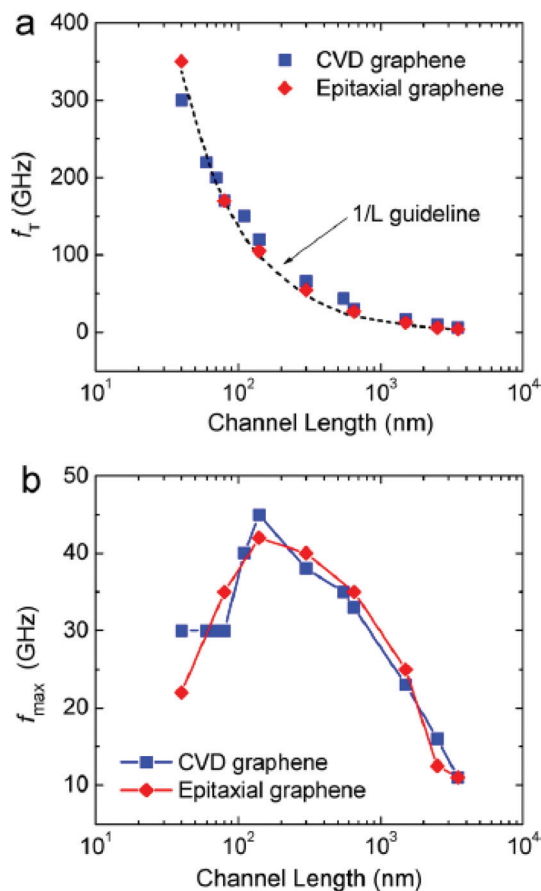 a
400
300
200
100
0
f_T (GHz)
CVD graphene
Epitaxial graphene
1/L guideline
10^1 10^2 10^3 10^4
Channel Length (nm)
b
50
40
30
20
10
f_max (GHz)
CVD graphene
Epitaxial graphene
10^1 10^2 10^3 10^4
Channel Length (nm)